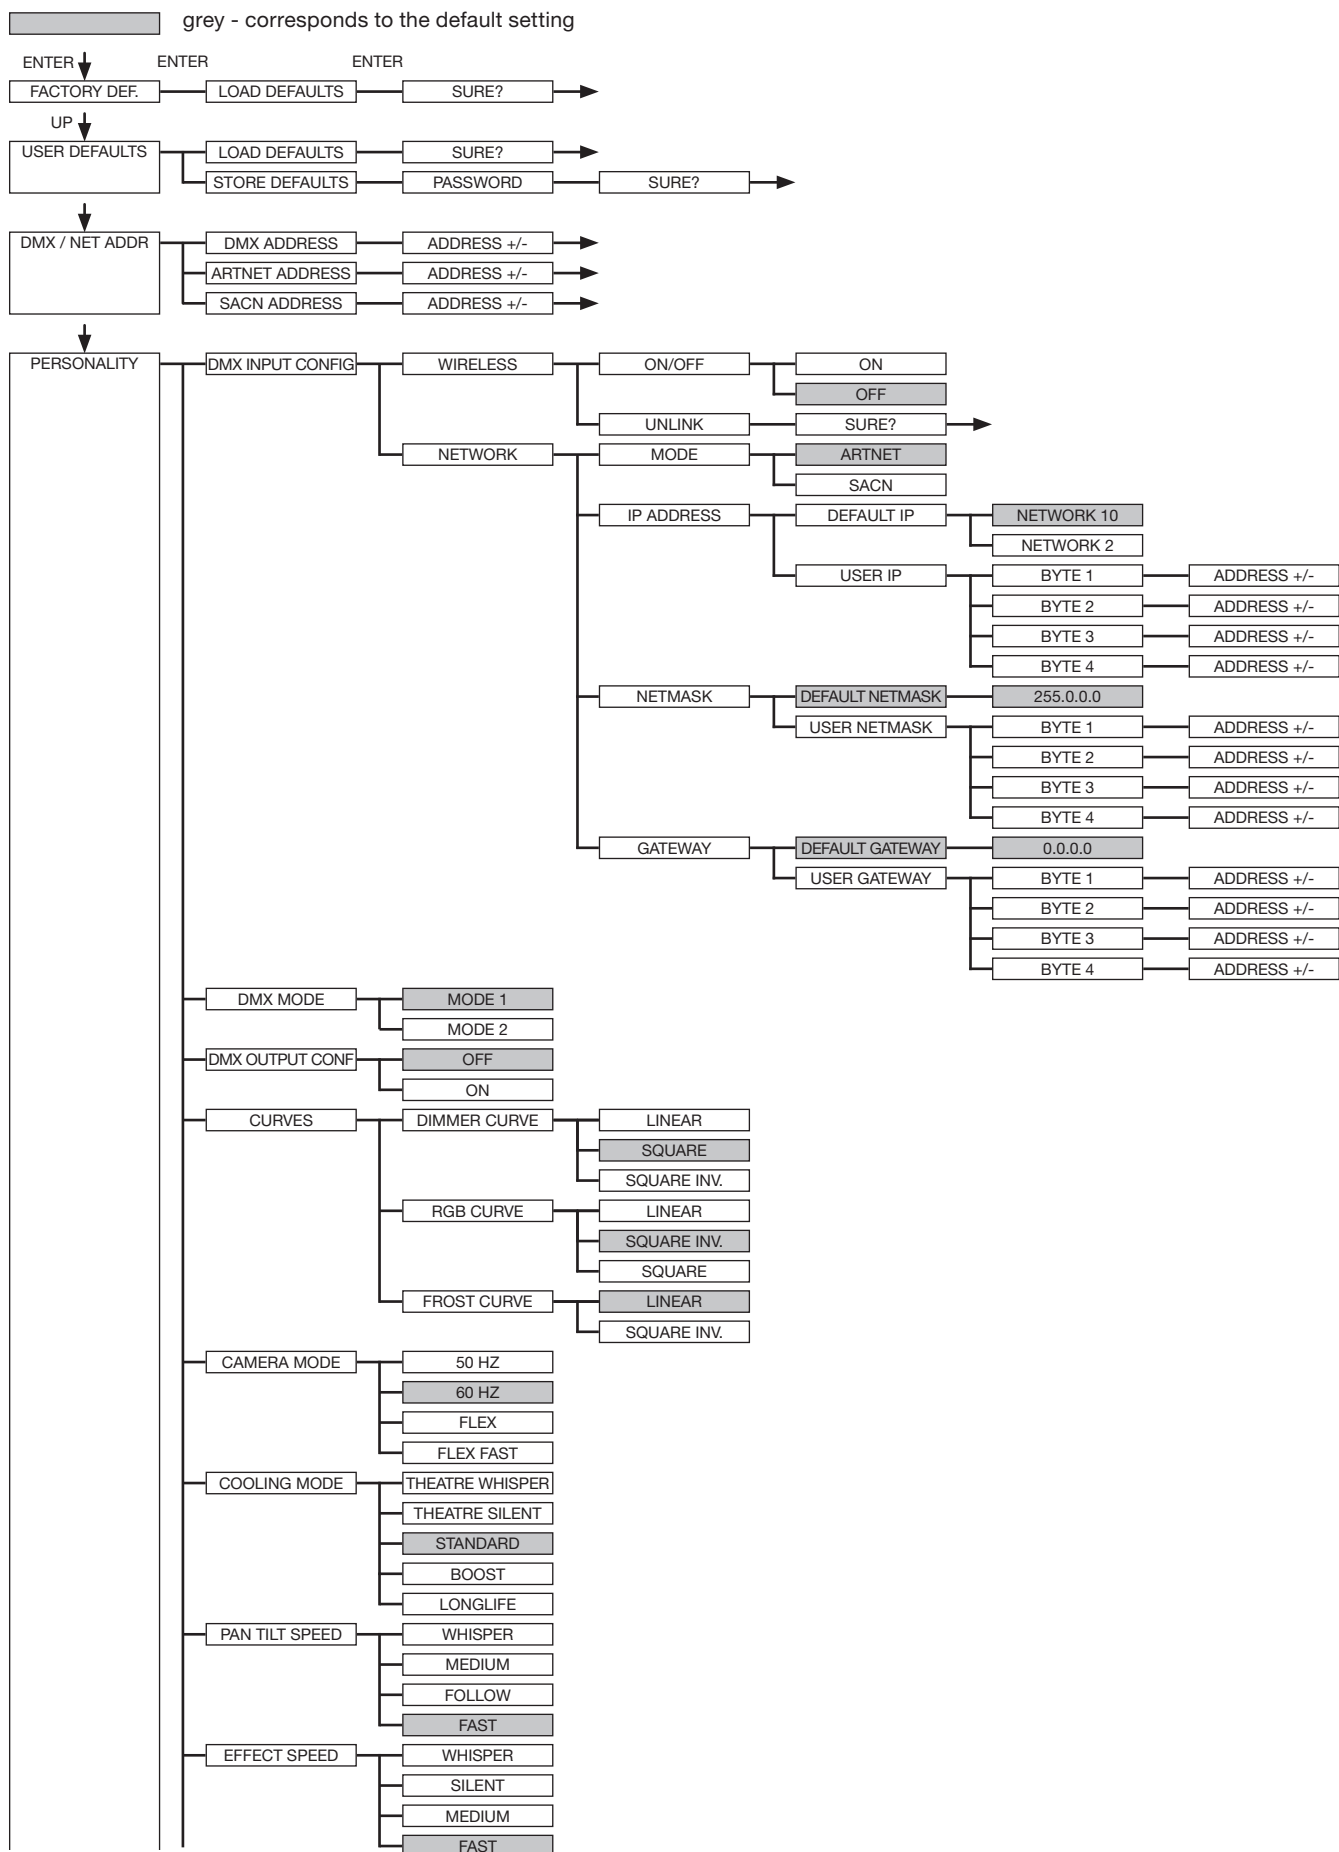 grey - corresponds to the default setting
ENTER ENTER ENTER
FACTORY DEF. LOAD DEFAULTS SURE?
UP
USER DEFAULTS LOAD DEFAULTS SURE?
STORE DEFAULTS PASSWORD SURE?
DMX / NET ADDR DMX ADDRESS ADDRESS +/-
ARTNET ADDRESS ADDRESS +/-
SACN ADDRESS ADDRESS +/-
PERSONALITY DMX INPUT CONFIG WIRELESS ON/OFF ON
OFF
UNLINK SURE?
NETWORK MODE ARTNET
SACN
IP ADDRESS DEFAULT IP NETWORK 10
NETWORK 2
USER IP BYTE 1 ADDRESS +/-
BYTE 2 ADDRESS +/-
BYTE 3 ADDRESS +/-
BYTE 4 ADDRESS +/-
NETMASK DEFAULT NETMASK 255.0.0.0
USER NETMASK BYTE 1 ADDRESS +/-
BYTE 2 ADDRESS +/-
BYTE 3 ADDRESS +/-
BYTE 4 ADDRESS +/-
GATEWAY DEFAULT GATEWAY 0.0.0.0
USER GATEWAY BYTE 1 ADDRESS +/-
BYTE 2 ADDRESS +/-
BYTE 3 ADDRESS +/-
BYTE 4 ADDRESS +/-
DMX MODE MODE 1
MODE 2
DMX OUTPUT CONF OFF
ON
CURVES DIMMER CURVE LINEAR
SQUARE
SQUARE INV.
RGB CURVE LINEAR
SQUARE INV.
SQUARE
FROST CURVE LINEAR
SQUARE INV.
CAMERA MODE 50 HZ
60 HZ
FLEX
FLEX FAST
COOLING MODE THEATRE WHISPER
THEATRE SILENT
STANDARD
BOOST
LONGLIFE
PAN TILT SPEED WHISPER
MEDIUM
FOLLOW
FAST
EFFECT SPEED WHISPER
SILENT
MEDIUM
FAST